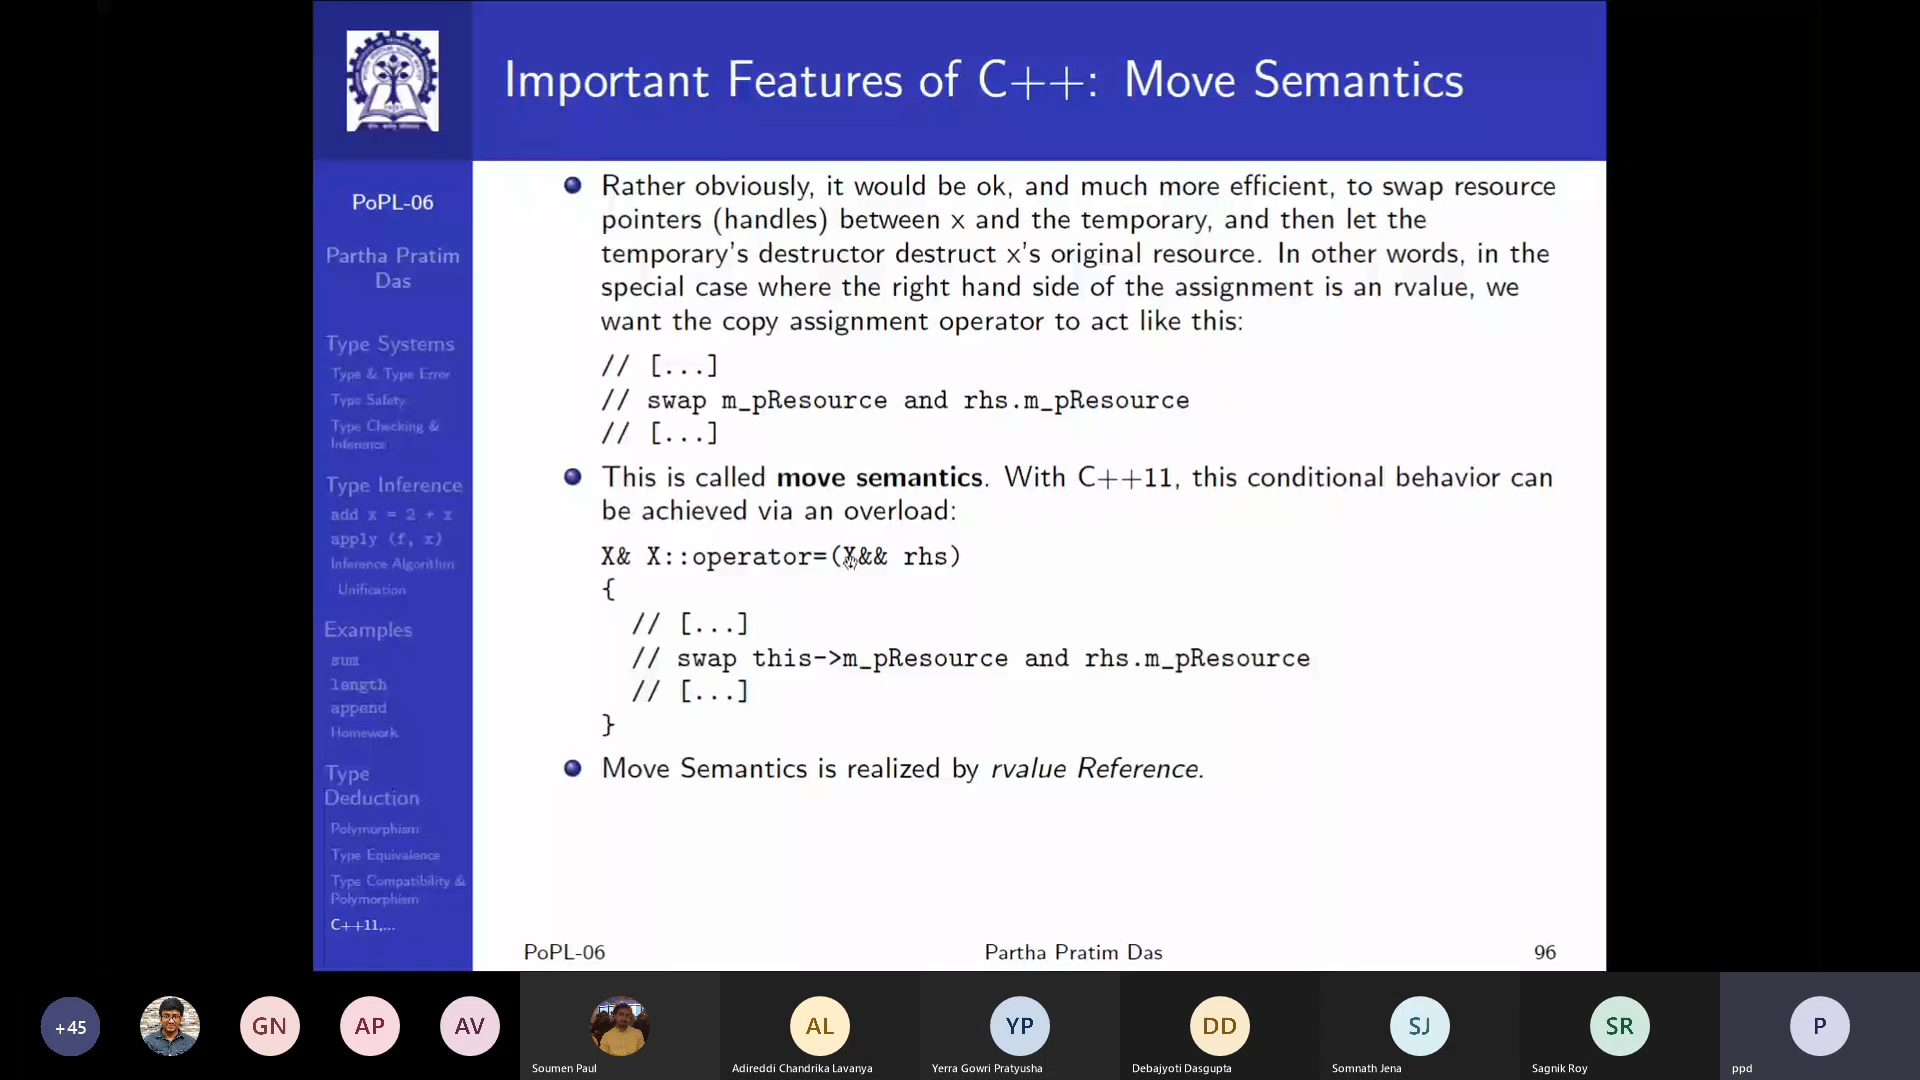 Important Features of C++: Move Semantics
PoPL-06
Partha Pratim
Das
Type Systems
Type & Type Error
Type Safety
Type Checking &
Inference
Type Inference
add x = 2 + x
apply (f, x)
Inference Algorithm
Unification
Examples
sum
length
append
Homework
Type
Deduction
Polymorphism
Type Equivalence
Type Compatibility &
Polymorphism
C++11,...
Rather obviously, it would be ok, and much more efficient, to swap resource
pointers (handles) between x and the temporary, and then let the
temporary's destructor destruct x's original resource. In other words, in the
special case where the right hand side of the assignment is an rvalue, we
want the copy assignment operator to act like this:
// [...]
// swap m_pResource and rhs.m_pResource
// [...]
This is called move semantics. With C++11, this conditional behavior can
be achieved via an overload:
X& X::operator=(X&& rhs)
{
// [...]
// swap this->m_pResource and rhs.m_pResource
// [...]
}
Move Semantics is realized by rvalue Reference.
PoPL-06
Partha Pratim Das
96
+45
GN
AP
AV
Soumen Paul
AL
Adireddi Chandrika Lavanya
YP
Yerra Gowri Pratyusha
DD
Debajyoti Dasgupta
SJ
Somnath Jena
SR
Sagnik Roy
P
ppd